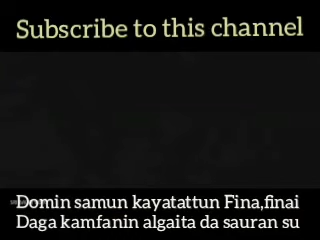 Subscribe to this channel
Domin samun kayatattun Fina,finai
Daga kamfanin algaita da sauran su